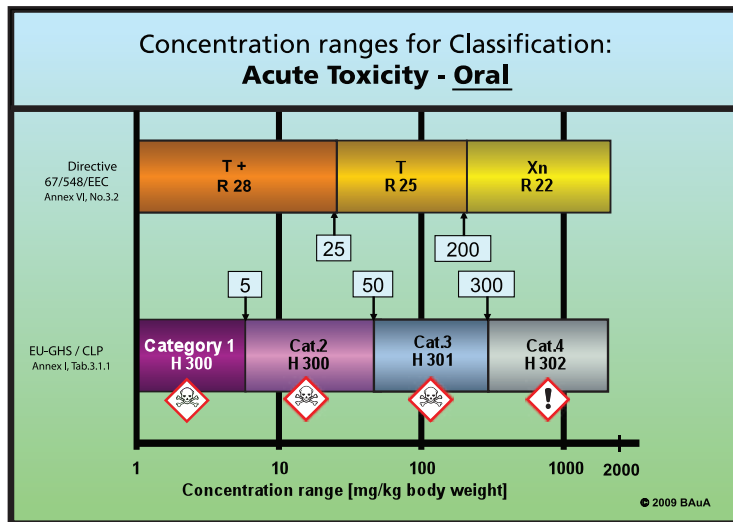 Concentration ranges for Classification:
Acute Toxicity - Oral
Directive
67/548/EEC
Annex VI, No.3.2
T +
R 28
T
R 25
Xn
R 22
25
200
5
50
300
EU-GHS / CLP
Annex I, Tab.3.1.1
Category 1
H 300
Cat.2
H 300
Cat.3
H 301
Cat.4
H 302
!
1
10
100
1000
2000
Concentration range [mg/kg body weight]
© 2009 BAuA